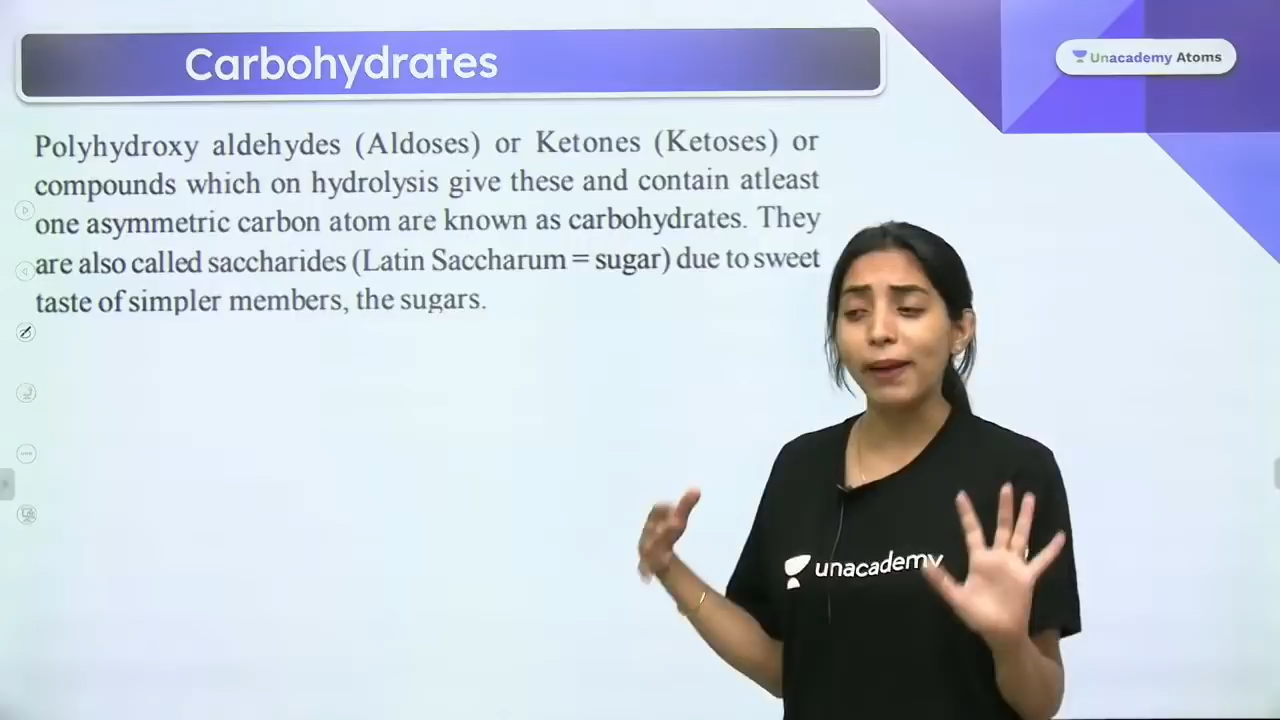 Carbohydrates
Unacademy Atoms
Polyhydroxy aldehydes (Aldoses) or Ketones (Ketoses) or
compounds which on hydrolysis give these and contain atleast
one asymmetric carbon atom are known as carbohydrates. They
are also called saccharides (Latin Saccharum = sugar) due to sweet
taste of simpler members, the sugars.
unacademy